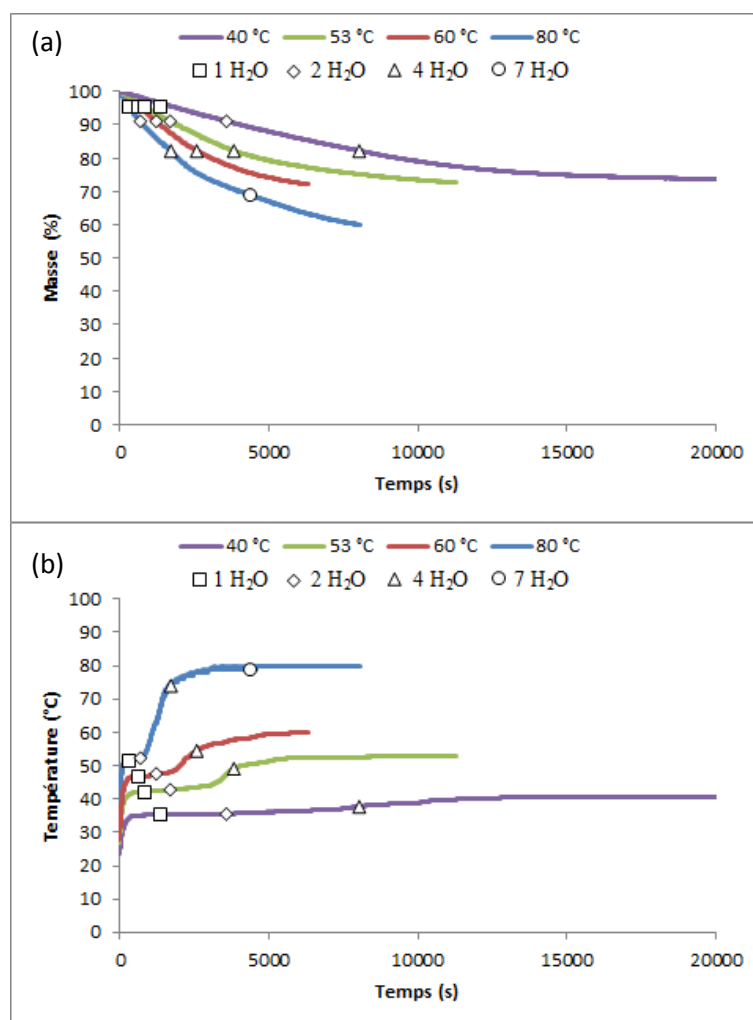 (a)
40 °C 53 °C 60 °C 80 °C
1 H₂O 2 H₂O 4 H₂O 7 H₂O
100
90
80
70
60
50
40
30
20
10
0
Masse (%)
0 5000 10000 15000 20000
Temps (s)
(b)
40 °C 53 °C 60 °C 80 °C
1 H₂O 2 H₂O 4 H₂O 7 H₂O
100
90
80
70
60
50
40
30
20
10
0
Température (°C)
0 5000 10000 15000 20000
Temps (s)